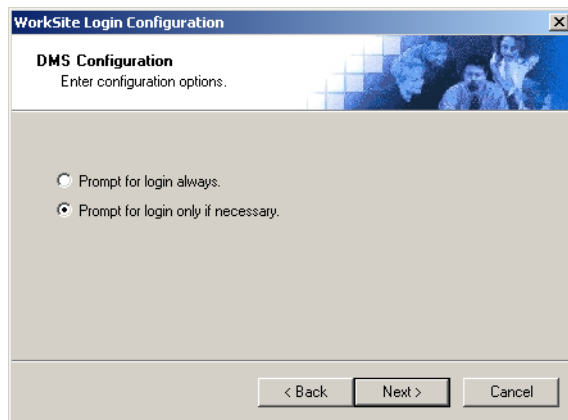 WorkSite Login Configuration
DMS Configuration
Enter configuration options.
Prompt for login always.
Prompt for login only if necessary.
< Back Next > Cancel